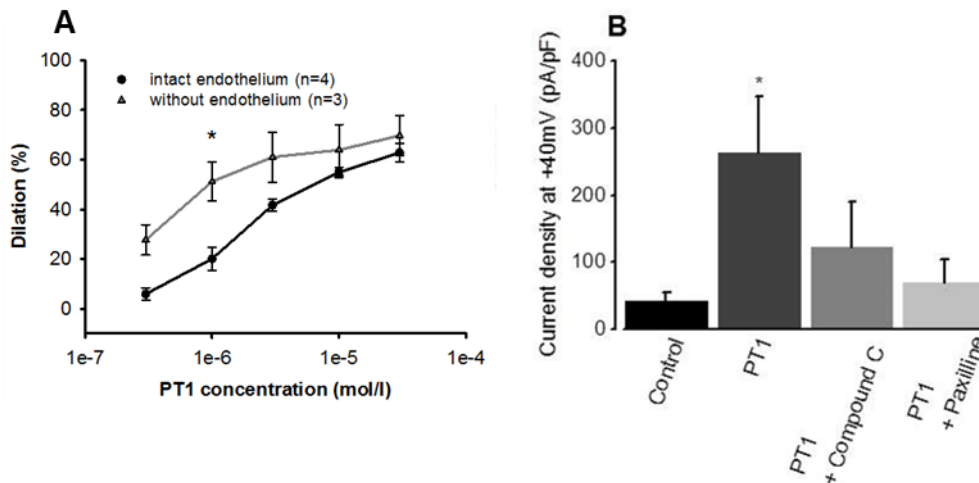 A
100
80
60
40
20
0
Dilation (%)
intact endothelium (n=4)
without endothelium (n=3)
*
1e-7
1e-6
1e-5
1e-4
PT1 concentration (mol/l)
B
400
300
200
100
0
Current density at +40mV (pA/pF)
*
Control
PT1
PT1
+ Compound C
PT1
+ Paxilline